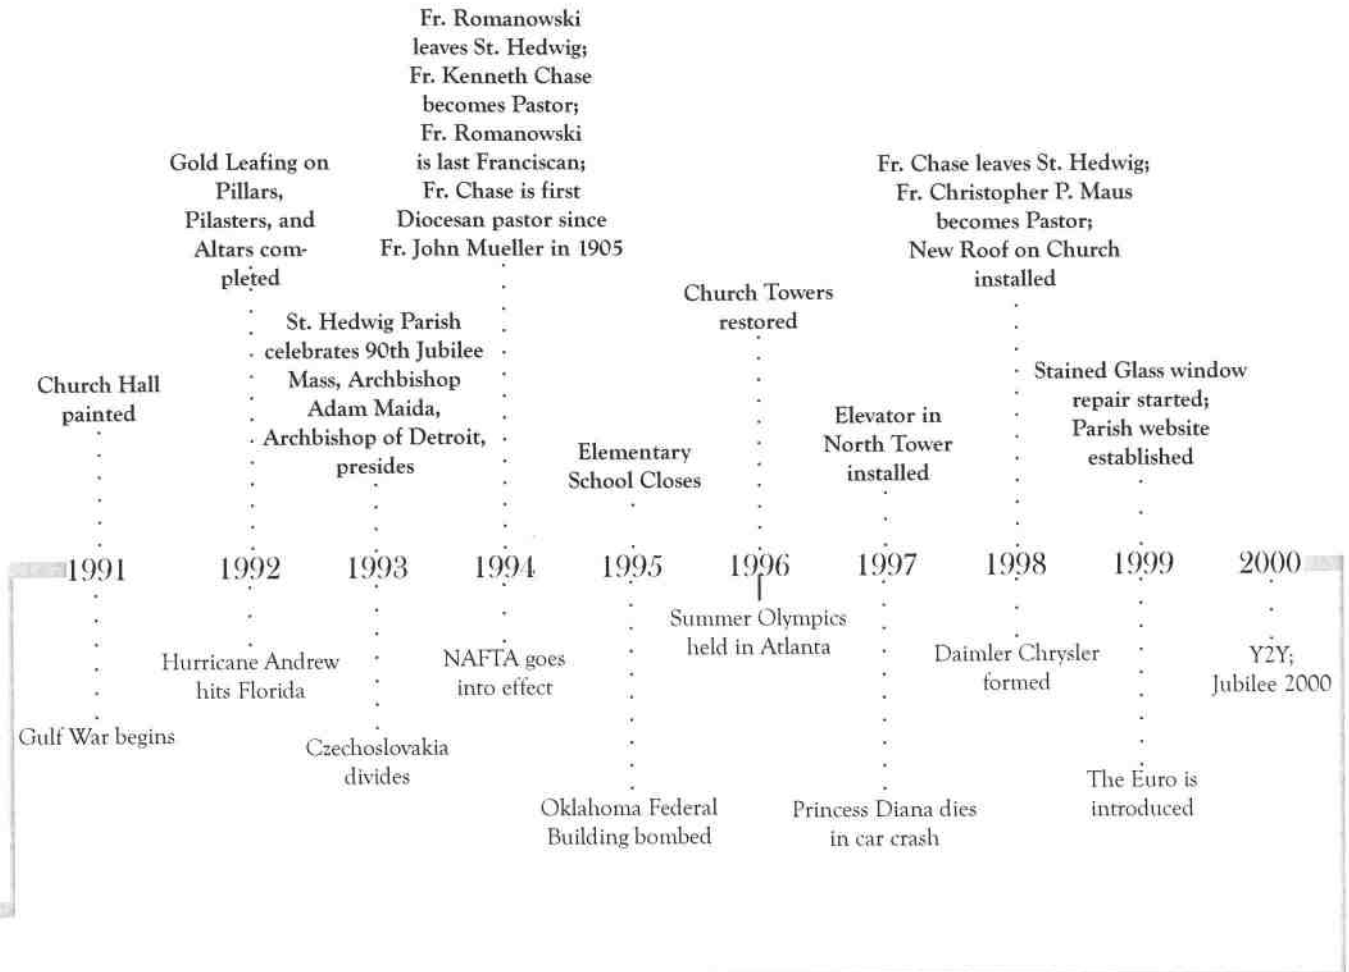 Fr. Romanowski
leaves St. Hedwig;
Fr. Kenneth Chase
becomes Pastor;
Fr. Romanowski
is last Franciscan;
Fr. Chase is first
Diocesan pastor since
Fr. John Mueller in 1905
Gold Leafing on
Pillars,
Pilasters, and
Altars com-
pleted
Fr. Chase leaves St. Hedwig;
Fr. Christopher P. Maus
becomes Pastor;
New Roof on Church
installed
Church Towers
restored
St. Hedwig Parish
celebrates 90th Jubilee
Mass, Archbishop
Adam Maida,
Archbishop of Detroit,
presides
Church Hall
painted
Stained Glass window
repair started;
Parish website
established
Elevator in
North Tower
installed
Elementary
School Closes
1991 1992 1993 1994 1995 1996 1997 1998 1999 2000
Gulf War begins
Hurricane Andrew
hits Florida
Czechoslovakia
divides
NAFTA goes
into effect
Oklahoma Federal
Building bombed
Summer Olympics
held in Atlanta
Princess Diana dies
in car crash
Daimler Chrysler
formed
The Euro is
introduced
Y2Y;
Jubilee 2000